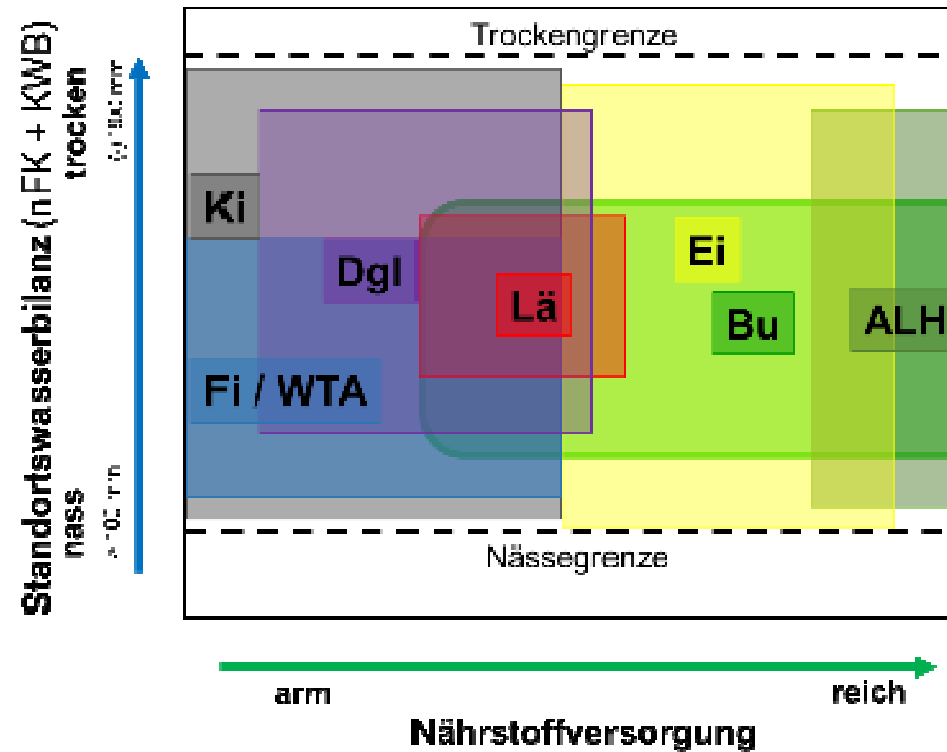 Trockengrenze
Standortswasserbilanz (nFK + KWB)
trocken
nass
Ki
Dgl
Lä
Ei
Bu
ALH
Fi / WTA
Nässegrenze
arm
reich
Nährstoffversorgung